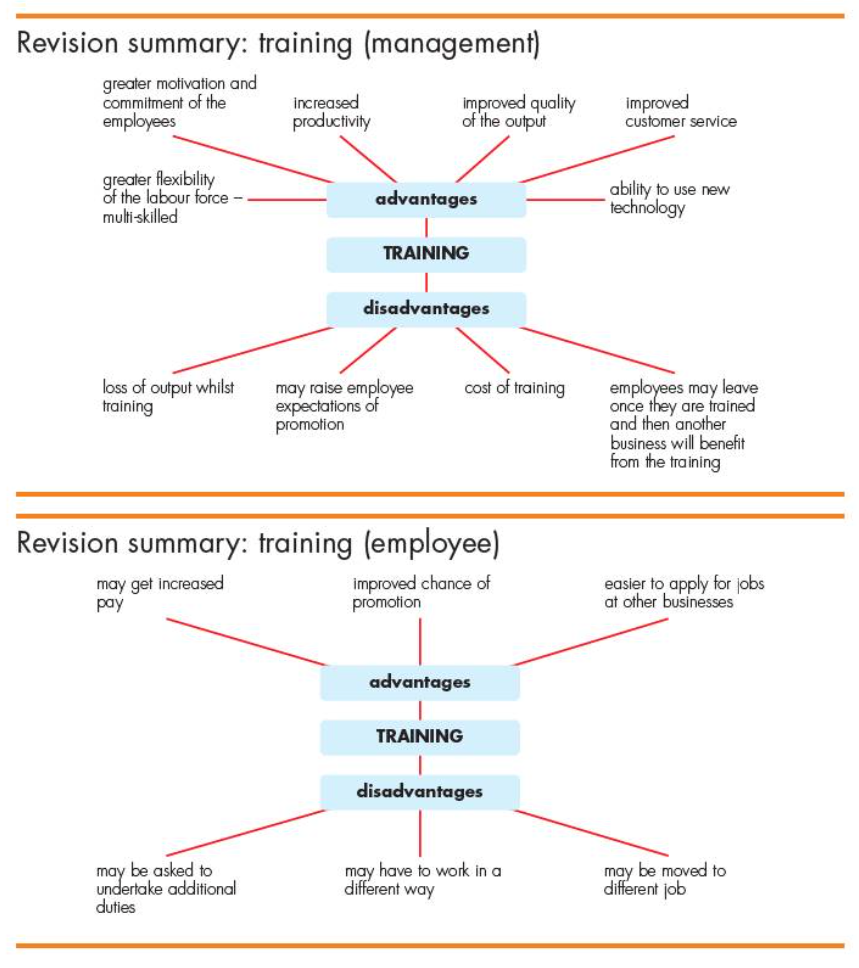 Revision summary: training (management)
greater motivation and
commitment of the
employees
increased
productivity
improved quality
of the output
improved
customer service
greater flexibility
of the labour force –
multi-skilled
advantages
ability to use new
technology
TRAINING
disadvantages
loss of output whilst
training
may raise employee
expectations of
promotion
cost of training
employees may leave
once they are trained
and then another
business will benefit
from the training
Revision summary: training (employee)
may get increased
pay
improved chance of
promotion
easier to apply for jobs
at other businesses
advantages
TRAINING
disadvantages
may be asked to
undertake additional
duties
may have to work in a
different way
may be moved to
different job